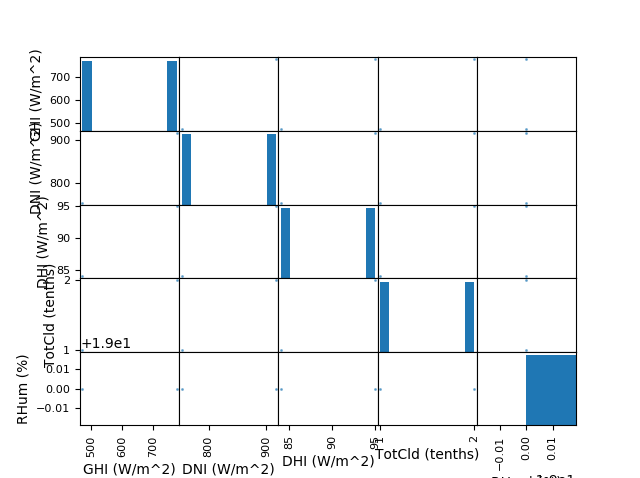 GHI (W/m^2)
700
600
500
DNI (W/m^2)
900
800
DHI (W/m^2)
95
90
85
TotCld (tenths)
2
1
+1.9e1
RHum (%)
0.01
0.00
−0.01
500
600
700
800
900
85
90
95
1
2
−0.01
0.00
0.01
GHI (W/m^2)
DNI (W/m^2)
DHI (W/m^2)
TotCld (tenths)